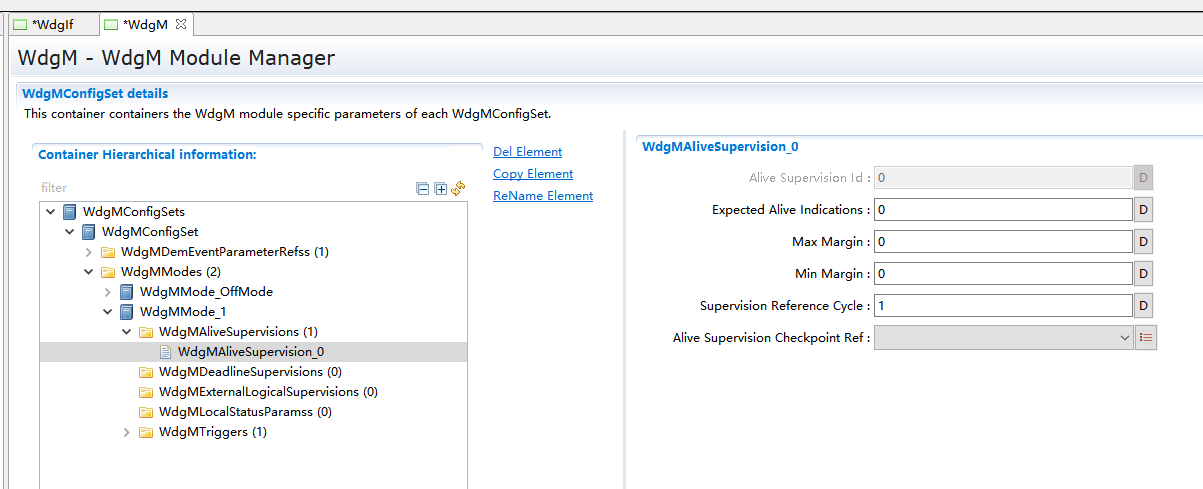 *WdgIf
*WdgM
WdgM - WdgM Module Manager
WdgMConfigSet details
This container containers the WdgM module specific parameters of each WdgMConfigSet.
Container Hierarchical information:
filter
WdgMConfigSets
WdgMConfigSet
WdgMDemEventParameterRefss (1)
WdgMModes (2)
WdgMMode_OffMode
WdgMMode_1
WdgMAliveSupervisions (1)
WdgMAliveSupervision_0
WdgMDeadlineSupervisions (0)
WdgMExternalLogicalSupervisions (0)
WdgMLocalStatusParamss (0)
WdgMTriggers (1)
Del Element
Copy Element
ReName Element
WdgMAliveSupervision_0
Alive Supervision Id : 0 D
Expected Alive Indications : 0 D
Max Margin : 0 D
Min Margin : 0 D
Supervision Reference Cycle : 1 D
Alive Supervision Checkpoint Ref :